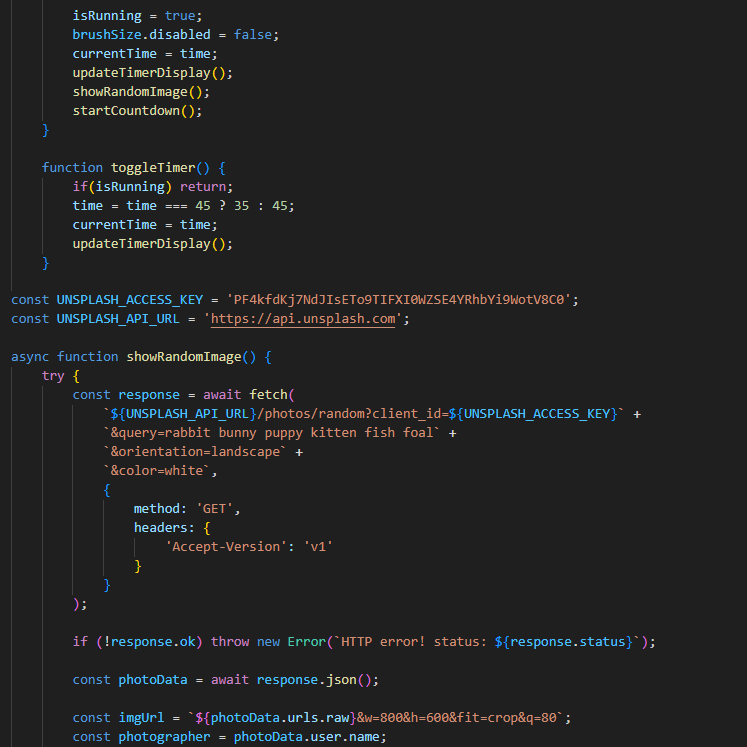 isRunning = true;
brushSize.disabled = false;
currentTime = time;
updateTimerDisplay();
showRandomImage();
startCountdown();
}
function toggleTimer() {
if(isRunning) return;
time = time === 45 ? 35 : 45;
currentTime = time;
updateTimerDisplay();
}
const UNSPLASH_ACCESS_KEY = 'PF4kfdKj7NdJIsETo9TIFXI0WZSE4YRhbYi9WotV8C0';
const UNSPLASH_API_URL = 'https://api.unsplash.com';
async function showRandomImage() {
try {
const response = await fetch(
`${UNSPLASH_API_URL}/photos/random?client_id=${UNSPLASH_ACCESS_KEY}` +
`&query=rabbit bunny puppy kitten fish foal` +
`&orientation=landscape` +
`&color=white`,
{
method: 'GET',
headers: {
'Accept-Version': 'v1'
}
}
);
if (!response.ok) throw new Error(`HTTP error! status: ${response.status}`);
const photoData = await response.json();
const imgUrl = `${photoData.urls.raw}&w=800&h=600&fit=crop&q=80`;
const photographer = photoData.user.name;